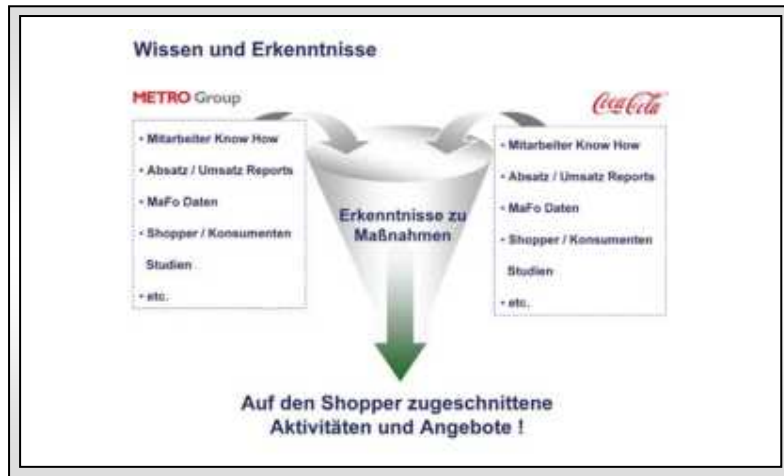 Wissen und Erkenntnisse
METRO Group
• Mitarbeiter Know How
• Absatz / Umsatz Reports
• MaFo Daten
• Shopper / Konsumenten
Studien
• etc.
Erkenntnisse zu
Maßnahmen
Coca-Cola
• Mitarbeiter Know How
• Absatz / Umsatz Reports
• MaFo Daten
• Shopper / Konsumenten
Studien
• etc.
Auf den Shopper zugeschnittene
Aktivitäten und Angebote !